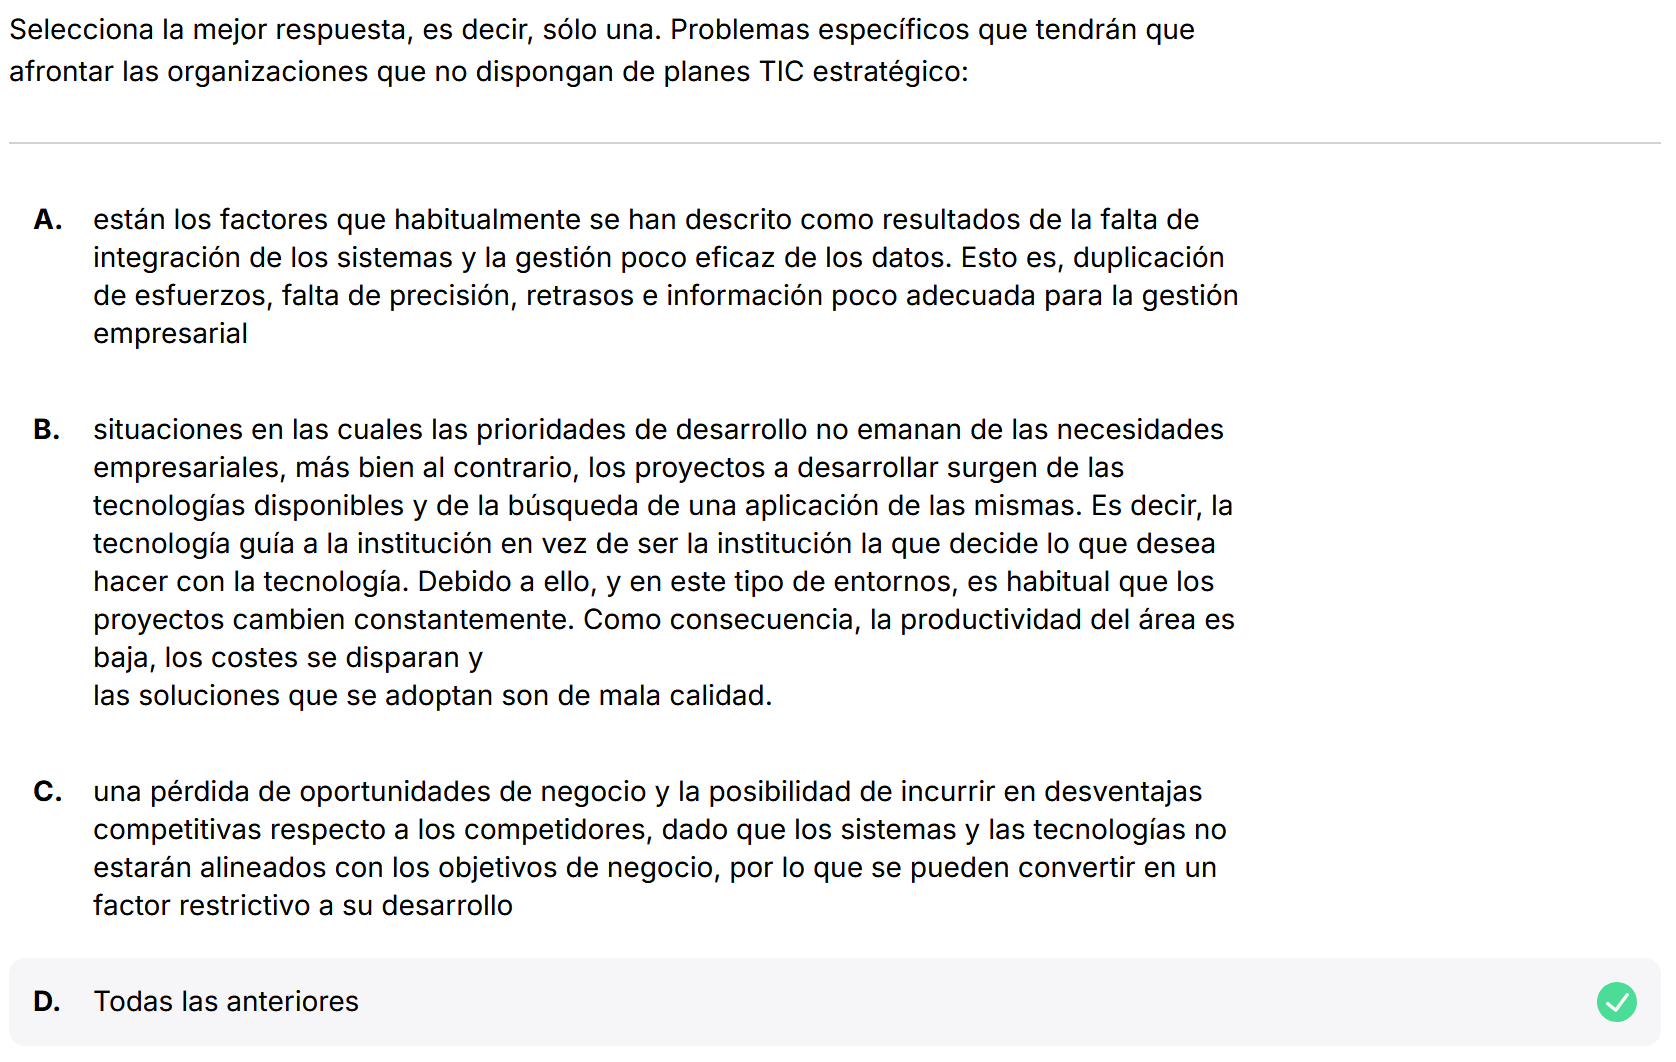 Selecciona la mejor respuesta, es decir, sólo una. Problemas específicos que tendrán que
afrontar las organizaciones que no dispongan de planes TIC estratégico:
A. están los factores que habitualmente se han descrito como resultados de la falta de
integración de los sistemas y la gestión poco eficaz de los datos. Esto es, duplicación
de esfuerzos, falta de precisión, retrasos e información poco adecuada para la gestión
empresarial
B. situaciones en las cuales las prioridades de desarrollo no emanan de las necesidades
empresariales, más bien al contrario, los proyectos a desarrollar surgen de las
tecnologías disponibles y de la búsqueda de una aplicación de las mismas. Es decir, la
tecnología guía a la institución en vez de ser la institución la que decide lo que desea
hacer con la tecnología. Debido a ello, y en este tipo de entornos, es habitual que los
proyectos cambien constantemente. Como consecuencia, la productividad del área es
baja, los costes se disparan y
las soluciones que se adoptan son de mala calidad.
C. una pérdida de oportunidades de negocio y la posibilidad de incurrir en desventajas
competitivas respecto a los competidores, dado que los sistemas y las tecnologías no
estarán alineados con los objetivos de negocio, por lo que se pueden convertir en un
factor restrictivo a su desarrollo
D. Todas las anteriores